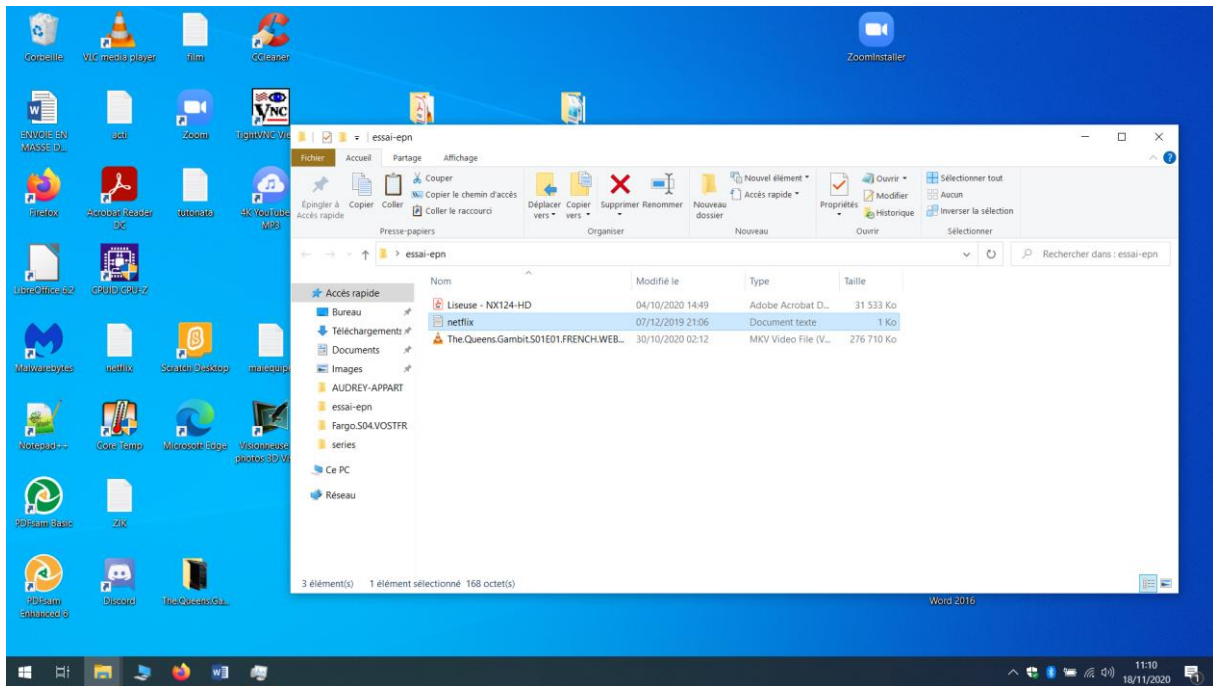 Corbeille
VLC media player
film
CCleaner
ZoomInstaller
ENVOIE EN
MASSE D...
acti
Zoom
TightVNC Vie
Firefox
Acrobat Reader
DC
tutonata
4K YouTube
MP3
LibreOffice 6.2
CPUID CPU-Z
Malwarebytes
netflix
Scratch Desktop
Notepad++
Core Temp
Microsoft Edge
Visionneuse
photos 3D Vi
PDFsam Basic
ZIK
PDFsam
Enhanced 6
Discord
The.Queens.Ga...
Word 2016
essai-epn
Fichier Accueil Partage Affichage
Épingler à
Accès rapide
Copier
Coller
Couper
Copier le chemin d'accès
Coller le raccourci
Presse-papiers
Déplacer
vers
Copier
vers
Supprimer
Renommer
Organiser
Nouveau
dossier
Nouvel élément
Accès rapide
Nouveau
Propriétés
Ouvrir
Modifier
Historique
Ouvrir
Sélectionner tout
Aucun
Inverser la sélection
Sélectionner
essai-epn
Rechercher dans : essai-epn
Accès rapide
Bureau
Téléchargements
Documents
Images
AUDREY-APPART
essai-epn
Fargo.S04.VOSTFR
series
Ce PC
Réseau
Nom Modifié le Type Taille
Liseuse - NX124-HD 04/10/2020 14:49 Adobe Acrobat D... 31 533 Ko
netflix 07/12/2019 21:06 Document texte 1 Ko
The.Queens.Gambit.S01E01.FRENCH.WEB... 30/10/2020 02:12 MKV Video File (V... 276 710 Ko
3 élément(s) 1 élément sélectionné 168 octet(s)
11:10
18/11/2020